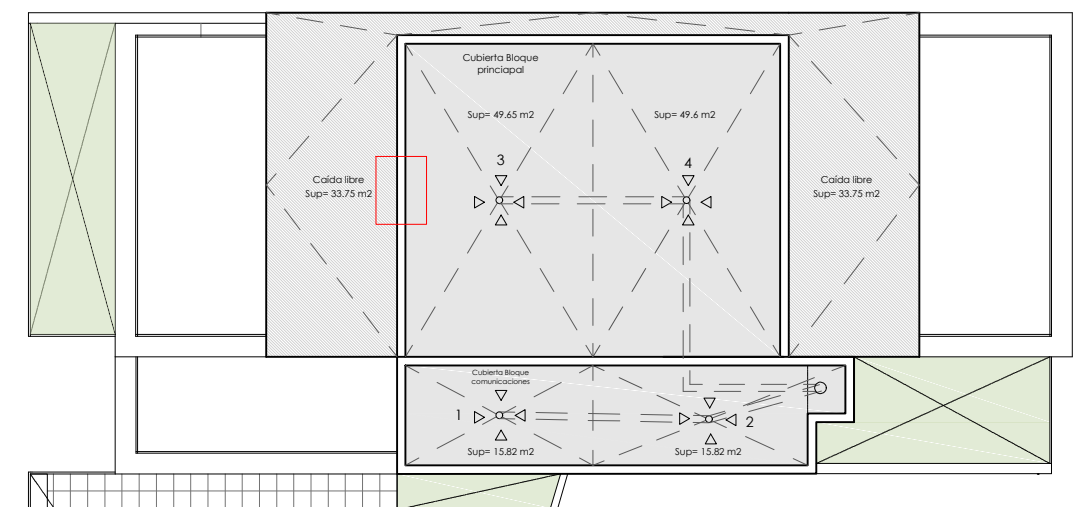 Cubierta Bloque
princiapal
Sup= 49.65 m2
Sup= 49.6 m2
3
4
Caída libre
Sup= 33.75 m2
Caída libre
Sup= 33.75 m2
Cubierta Bloque
comunicaciones
1
2
Sup= 15.82 m2
Sup= 15.82 m2